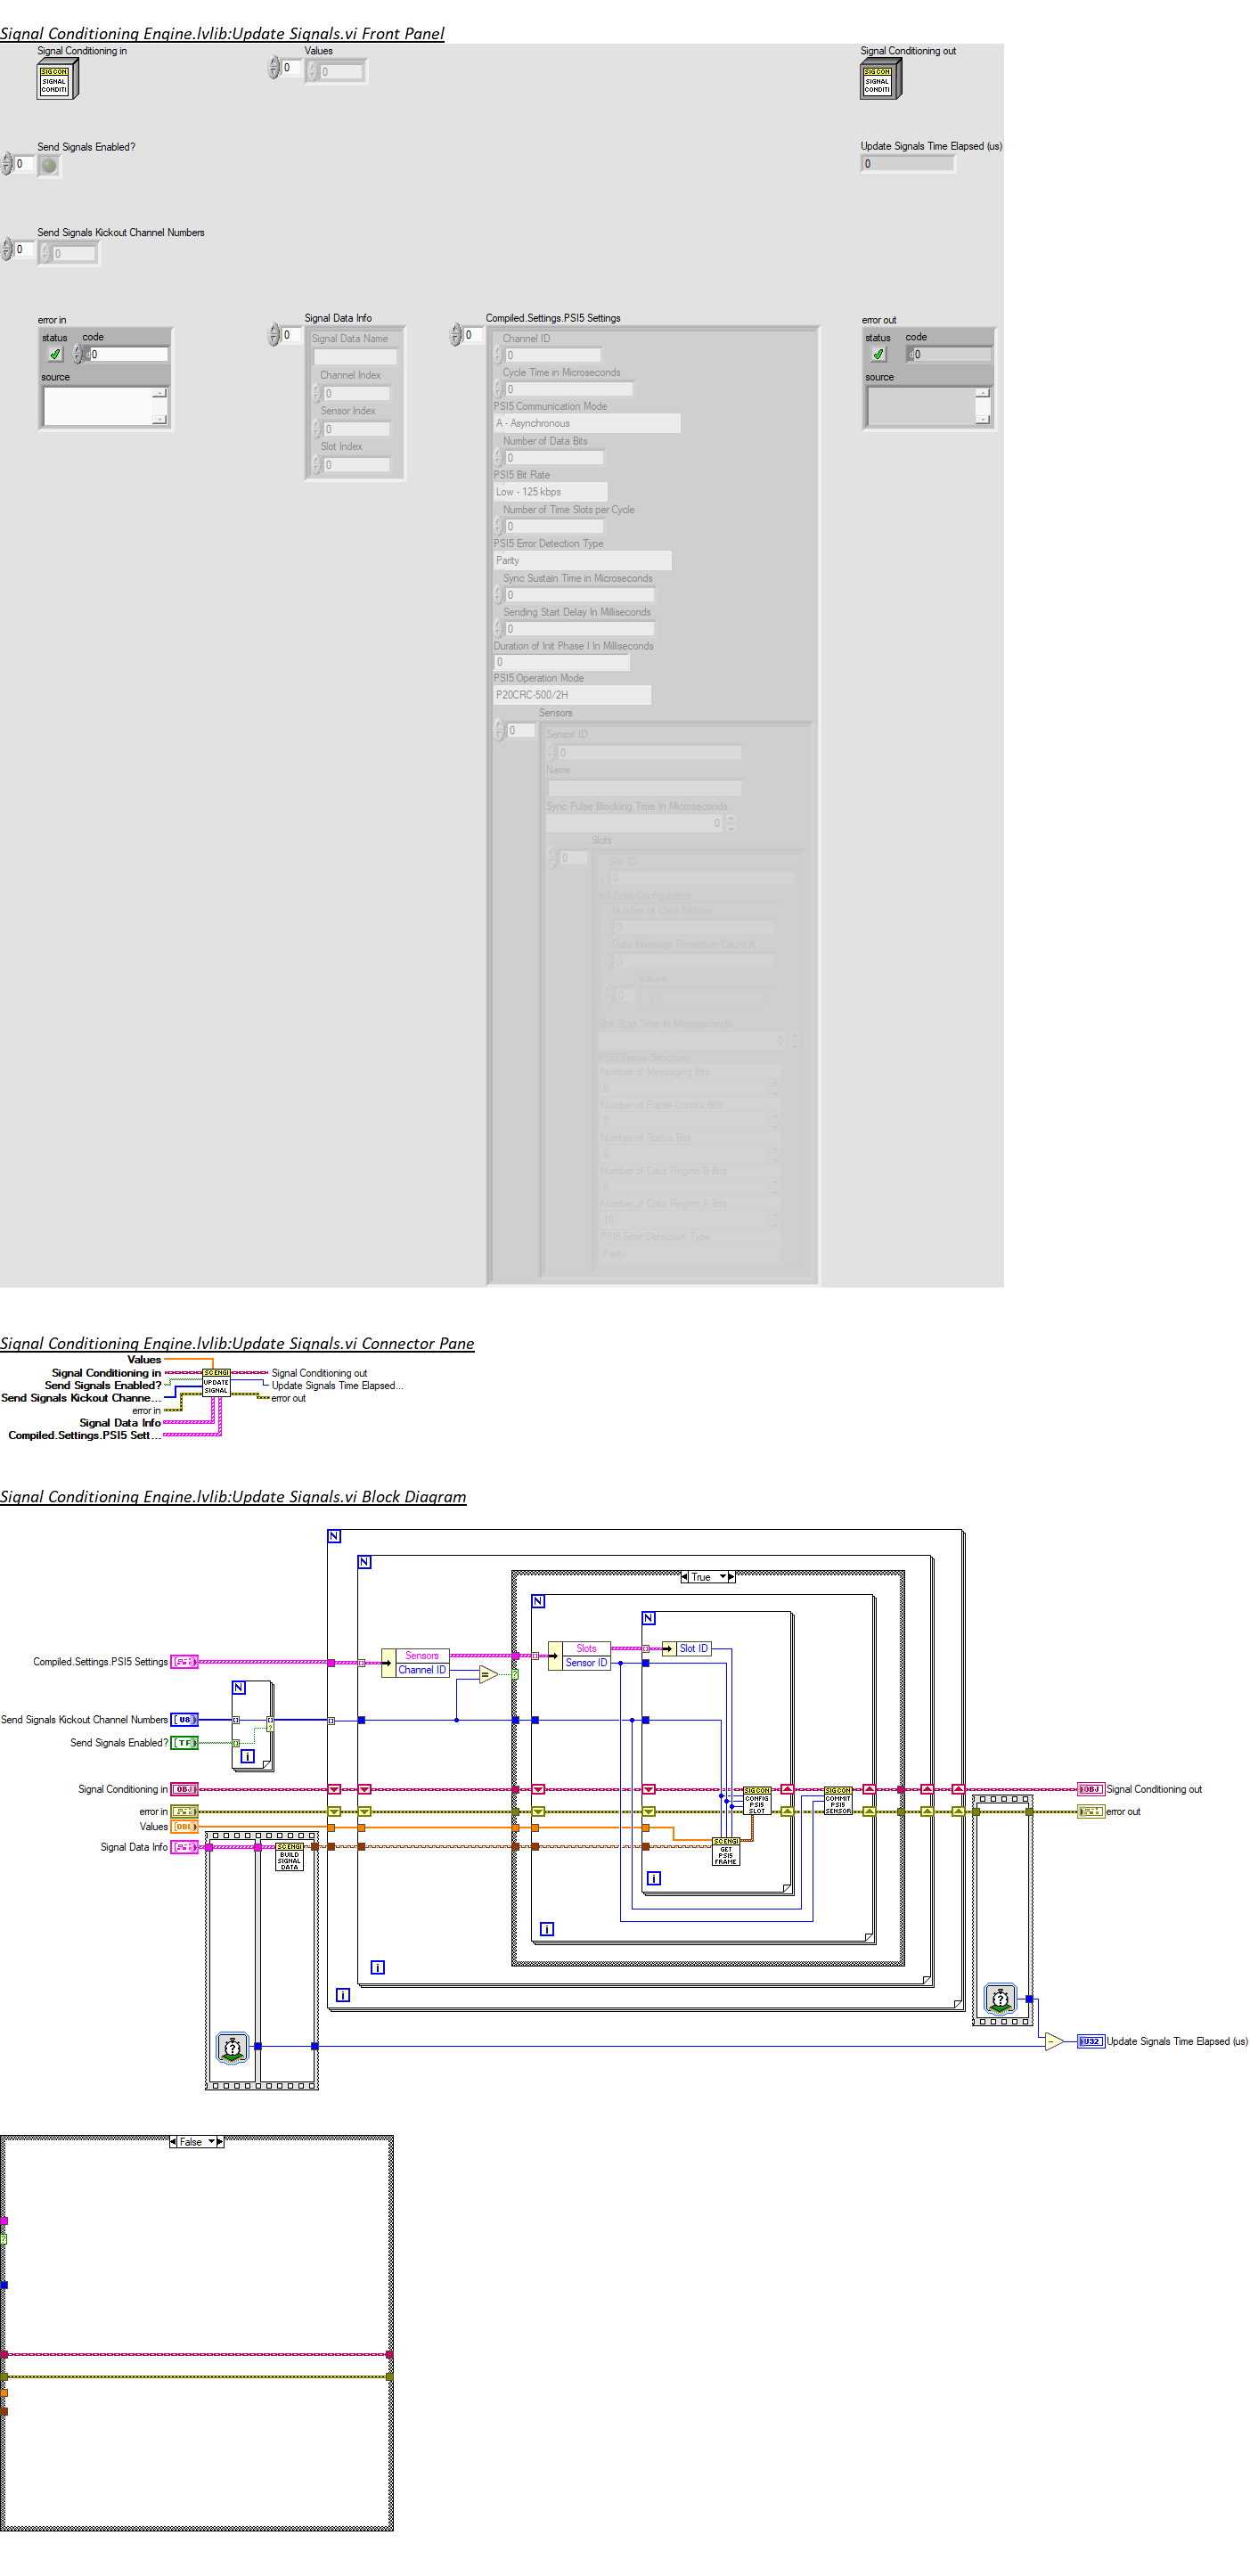 Signal Conditioning Engine.lvlib:Update Signals.vi Front Panel
Signal Conditioning in
Values
Signal Conditioning out
SIG CON
SIGNAL
CONDITI
0
0
SIG CON
SIGNAL
CONDITI
Send Signals Enabled?
0
Update Signals Time Elapsed (us)
0
Send Signals Kickout Channel Numbers
0
0
error in
status
code
0
source
Signal Data Info
0
Signal Data Name
Channel Index
0
Sensor Index
0
Slot Index
0
Compiled.Settings.PSI5 Settings
0
Channel ID
0
Cycle Time in Microseconds
0
PSI5 Communication Mode
A - Asynchronous
Number of Data Bits
0
PSI5 Bit Rate
Low - 125 kbps
Number of Time Slots per Cycle
0
PSI5 Error Detection Type
Parity
Sync Sustain Time in Microseconds
0
Sending Start Delay In Milliseconds
0
Duration of Init Phase I In Milliseconds
0
PSI5 Operation Mode
P20CRC-500/2H
Sensors
0
Sensor ID
0
Name
Sync Pulse Blocking Time In Microseconds
0
Slots
0
Slot ID
0
Init Data Configuration
Number of Data Nibbles
0
Data Message Repetition Count K
0
Values
0
Slot Start Time In Microseconds
0
PSI5 Frame Structure
Number of Messaging Bits
0
Number of Frame Control Bits
0
Number of Status Bits
0
Number of Data Region B Bits
0
Number of Data Region A Bits
10
PSI5 Error Detection Type
Parity
error out
status
code
0
source
Signal Conditioning Engine.lvlib:Update Signals.vi Connector Pane
Values
Signal Conditioning in
Send Signals Enabled?
Send Signals Kickout Channe...
error in
Signal Data Info
Compiled.Settings.PSI5 Sett...
SC ENGI
UPDATE
SIGNAL
Signal Conditioning out
Update Signals Time Elapsed...
error out
Signal Conditioning Engine.lvlib:Update Signals.vi Block Diagram
N
N
True
N
N
Compiled.Settings.PSI5 Settings
Sensors
Channel ID
=
?
Slots
Sensor ID
Slot ID
N
Send Signals Kickout Channel Numbers
U8
Send Signals Enabled?
TF
?
i
Signal Conditioning in
OBJ
SIG CON
CONFIG
PSI5
SLOT
SIG CON
COMMIT
PSI5
SENSOR
OBJ
Signal Conditioning out
error in
error out
Values
DBL
Signal Data Info
SC ENGI
BUILD
SIGNAL
DATA
SC ENGI
GET
PSI5
FRAME
i
i
i
i
?
?
-
U32
Update Signals Time Elapsed (us)
False
?